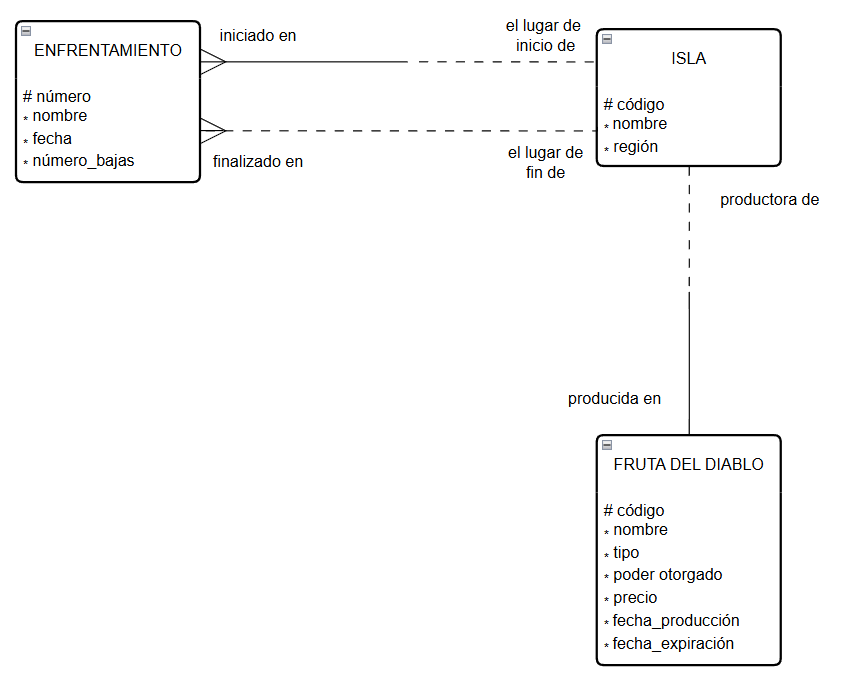 ENFRENTAMIENTO
# número
* nombre
* fecha
* número_bajas
iniciado en
el lugar de
inicio de
finalizado en
el lugar de
fin de
ISLA
# código
* nombre
* región
productora de
producida en
FRUTA DEL DIABLO
# código
* nombre
* tipo
* poder otorgado
* precio
* fecha_producción
* fecha_expiración